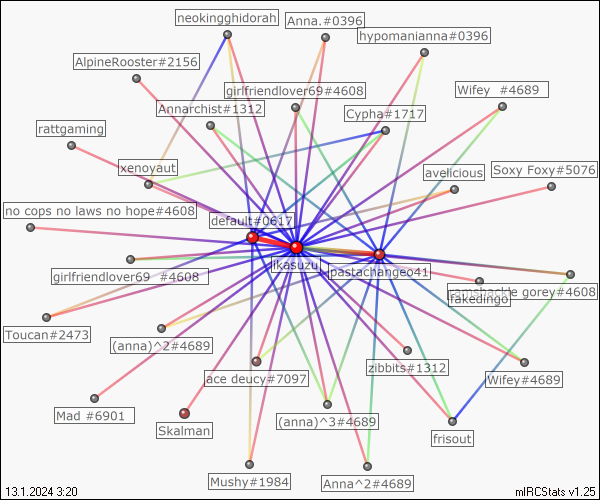 neokingghidorah
Anna.#0396
hypomanianna#0396
AlpineRooster#2156
girlfriendlover69#4608
Wifey  #4689
Annarchist#1312
Cypha#1717
rattgaming
xenoyaut
avelicious
Soxy Foxy#5076
no cops no laws no hope#4608
default#0617
ikasuzu
pastachangeo41
girlfriendlover69  #4608
ramshackle gorey#4608
fakedingo
Toucan#2473
(anna)^2#4689
zibbits#1312
ace deucy#7097
Wifey#4689
Mad #6901
Skalman
(anna)^3#4689
frisout
Mushy#1984
Anna^2#4689
13.1.2024 3:20
mIRCStats v1.25